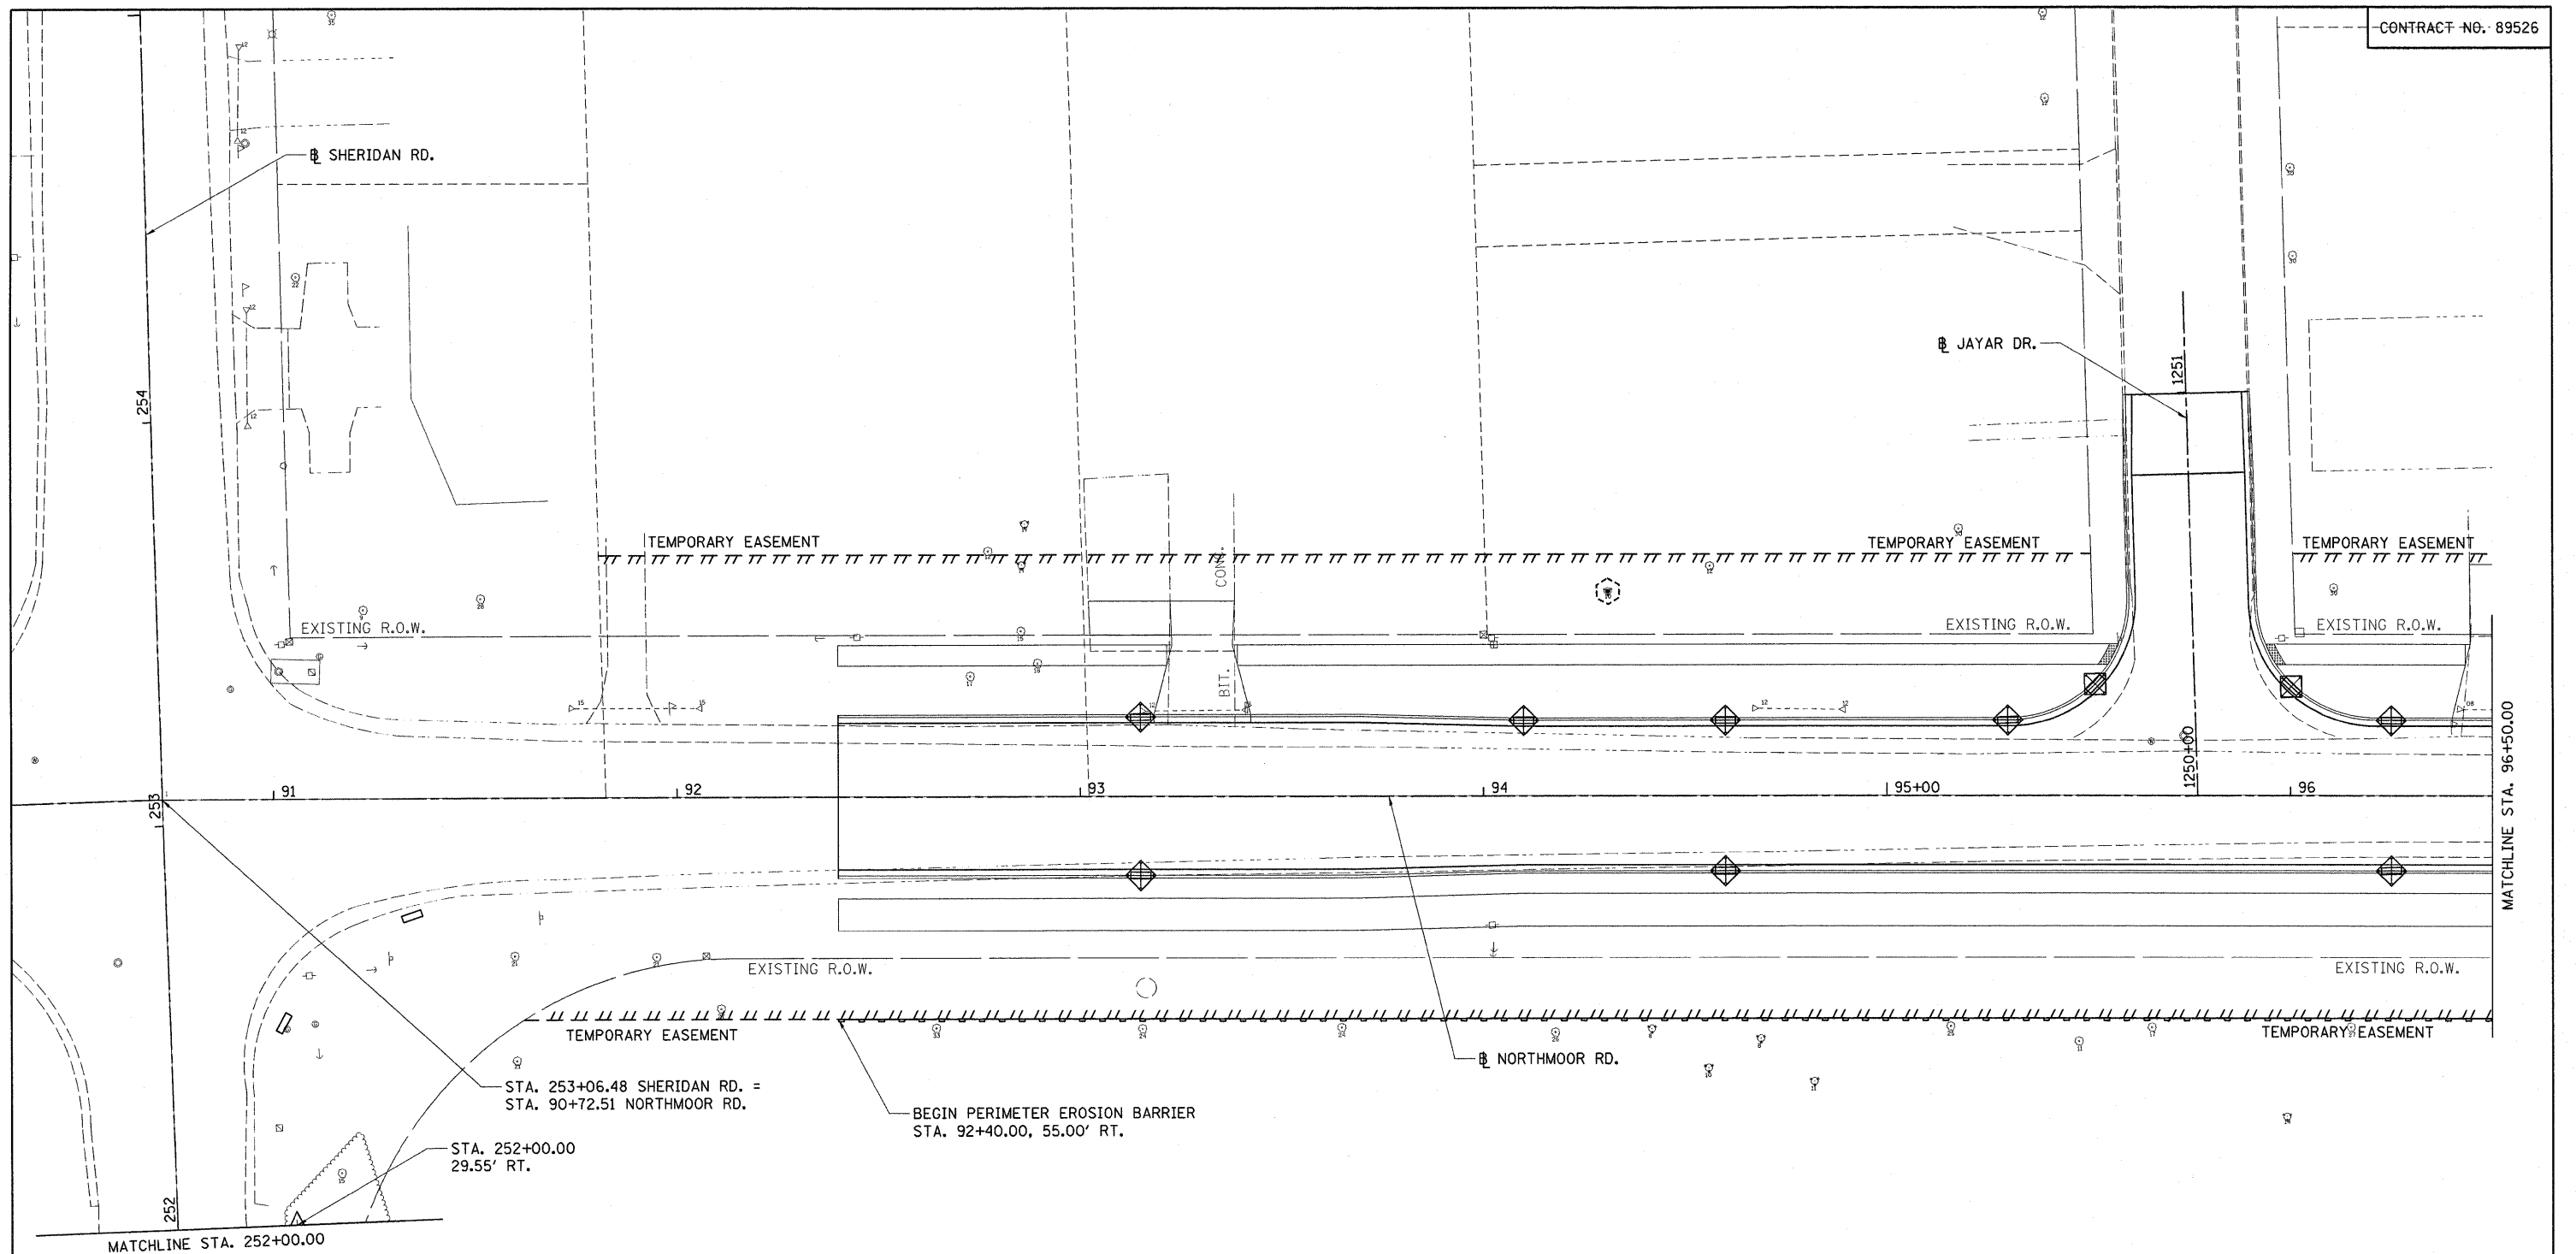 CONTRACT NO. 89526
℄ SHERIDAN RD.
℄ JAYAR DR.
254
1251
TEMPORARY EASEMENT
TEMPORARY EASEMENT
TEMPORARY EASEMENT
CONC.
EXISTING R.O.W.
EXISTING R.O.W.
EXISTING R.O.W.
BIT.
253
91
92
93
94
95+00
1250+00
96
MATCHLINE STA. 96+50.00
EXISTING R.O.W.
EXISTING R.O.W.
TEMPORARY EASEMENT
TEMPORARY EASEMENT
℄ NORTHMOOR RD.
STA. 253+06.48 SHERIDAN RD. =
STA. 90+72.51 NORTHMOOR RD.
BEGIN PERIMETER EROSION BARRIER
STA. 92+40.00, 55.00' RT.
STA. 252+00.00
29.55' RT.
252
MATCHLINE STA. 252+00.00